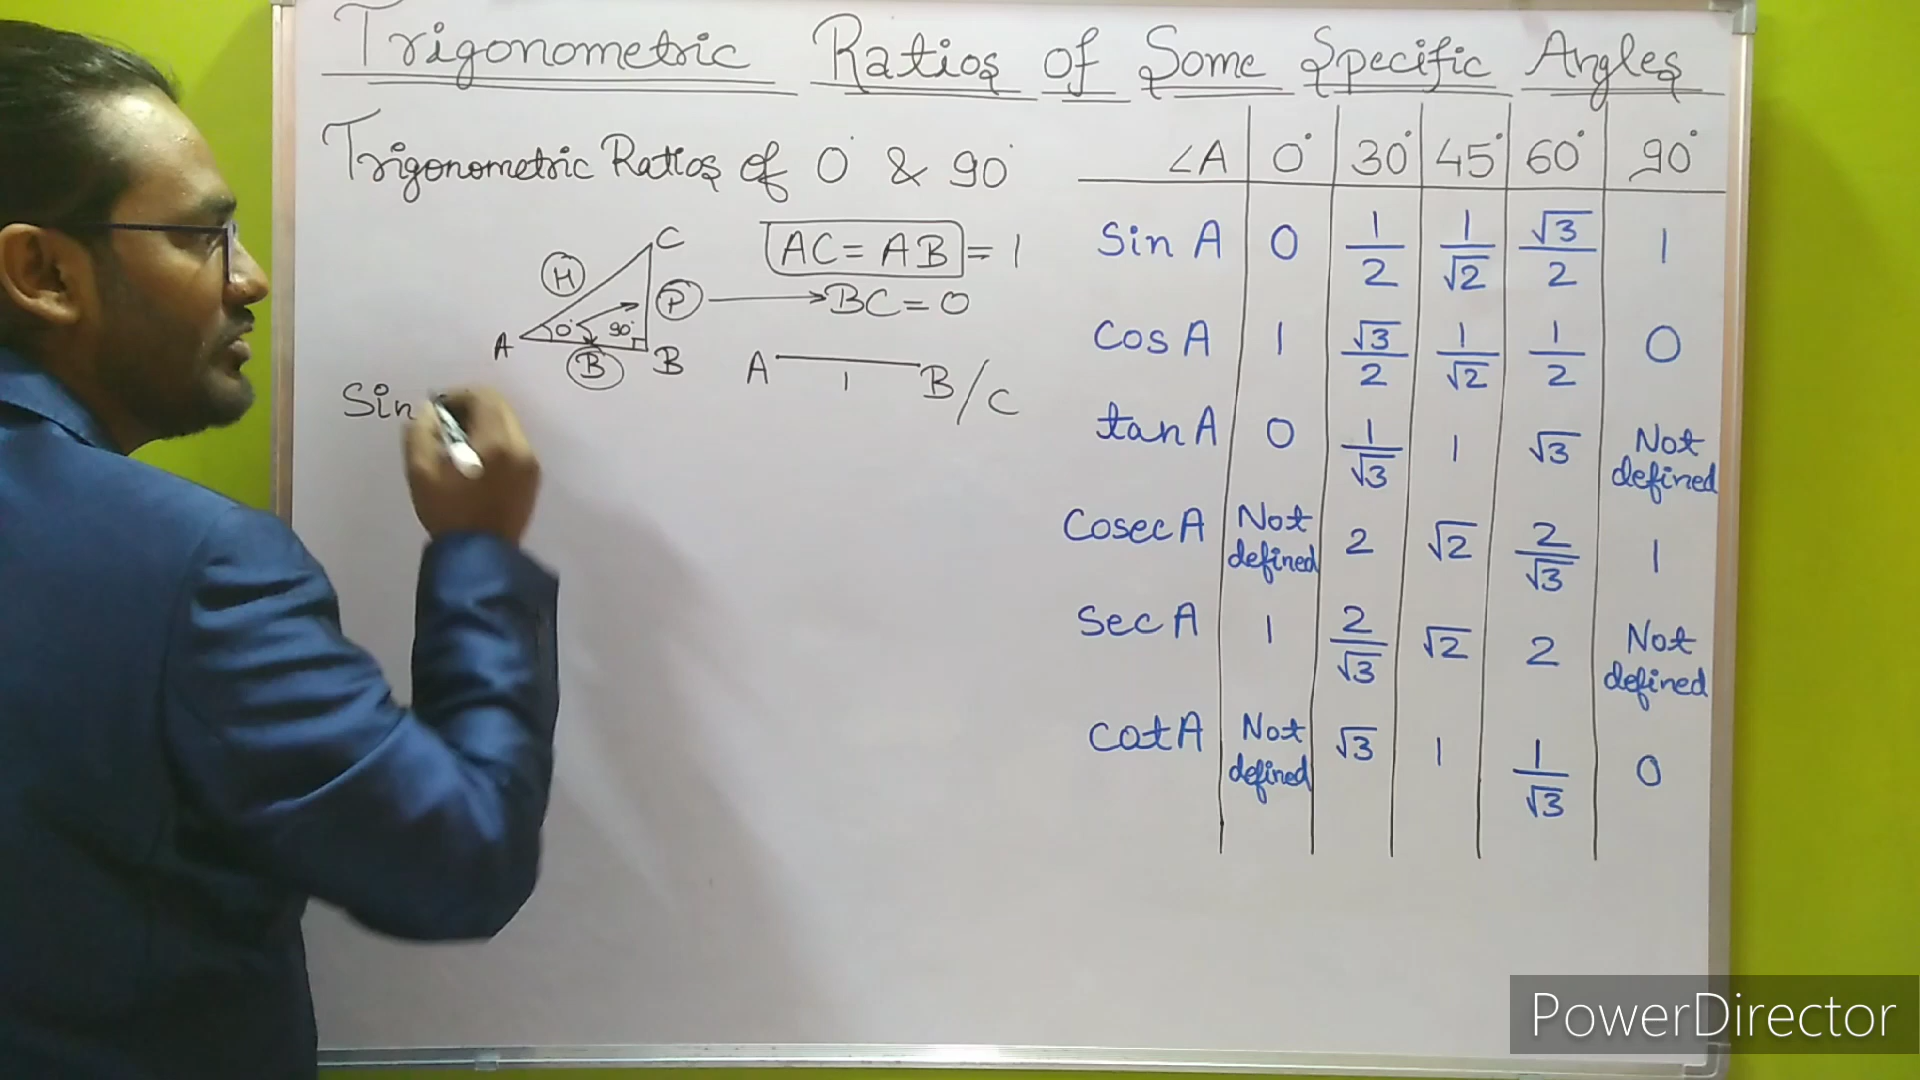 Trigonometric Ratios of Some Specific Angles
Trigonometric Ratios of 0° & 90°
C
H
P
A
0°
90°
B
B
AC = AB = 1
BC = 0
A
1
B/C
Sin
∠A 0° 30° 45° 60° 90°
Sin A 0 1/2 1/√2 √3/2 1
Cos A 1 √3/2 1/√2 1/2 0
tan A 0 1/√3 1 √3 Not defined
Cosec A Not defined 2 √2 2/√3 1
Sec A 1 2/√3 √2 2 Not defined
cot A Not defined √3 1 1/√3 0
PowerDirector